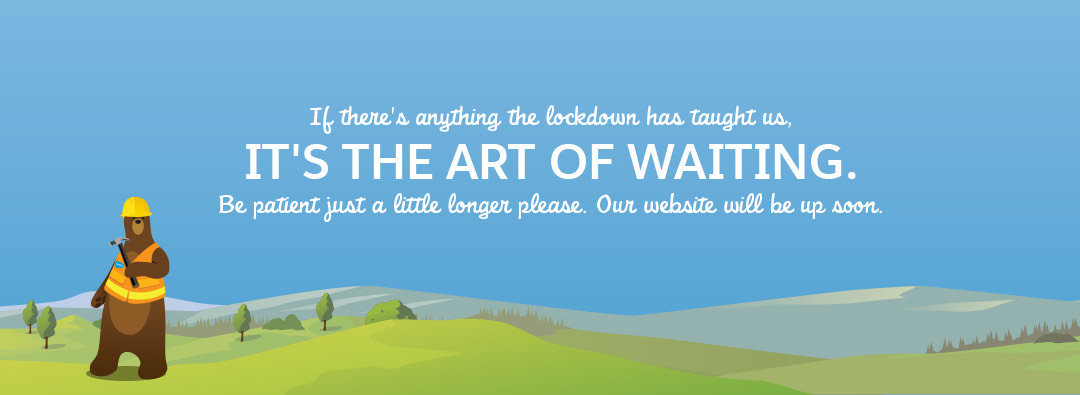 If there's anything the lockdown has taught us,
IT'S THE ART OF WAITING.
Be patient just a little longer please. Our website will be up soon.